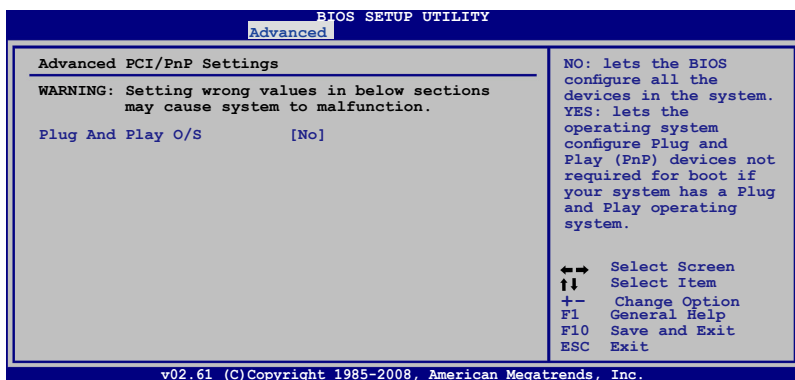 BIOS SETUP UTILITY
Advanced
Advanced PCI/PnP Settings
WARNING: Setting wrong values in below sections
may cause system to malfunction.
Plug And Play O/S [No]
NO: lets the BIOS
configure all the
devices in the system.
YES: lets the
operating system
configure Plug and
Play (PnP) devices not
required for boot if
your system has a Plug
and Play operating
system.
←→ Select Screen
↑↓ Select Item
+- Change Option
F1 General Help
F10 Save and Exit
ESC Exit
v02.61 (C)Copyright 1985-2008, American Megatrends, Inc.